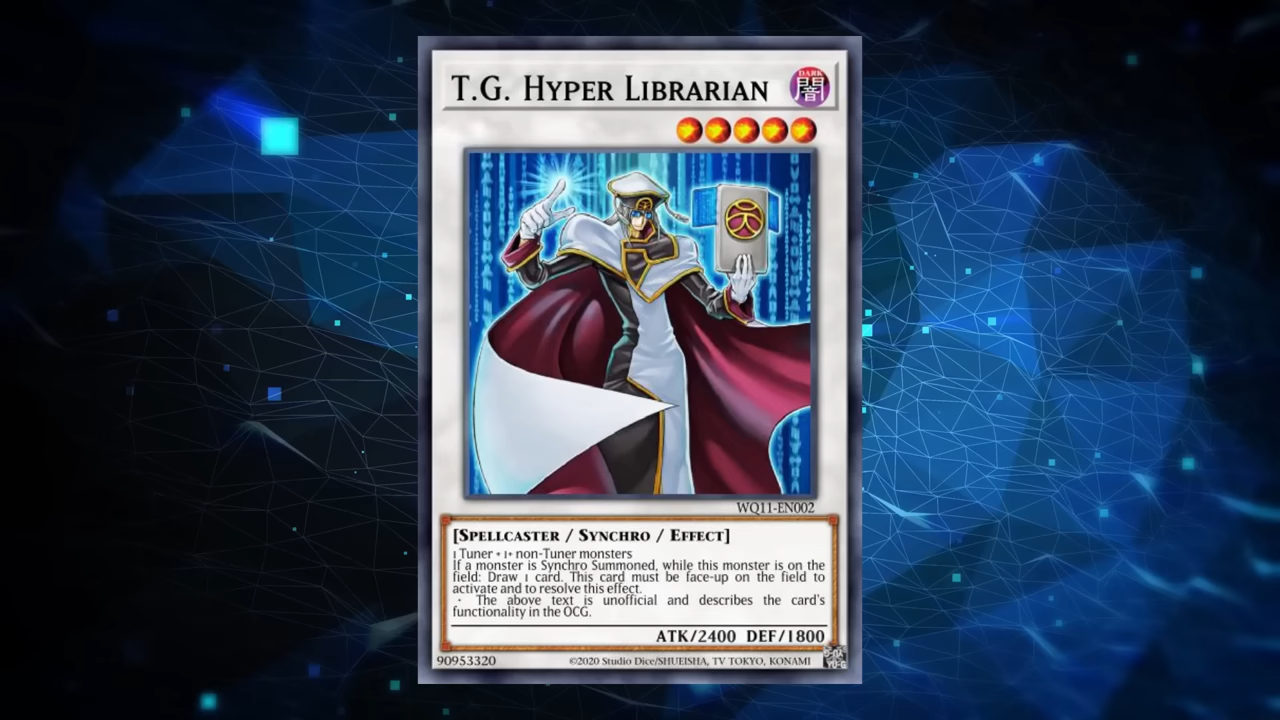 T.G. Hyper Librarian
DARK
闇
WQ11-EN002
[Spellcaster / Synchro / Effect]
1 Tuner + 1+ non-Tuner monsters
If a monster is Synchro Summoned, while this monster is on the
field: Draw 1 card. This card must be face-up on the field to
activate and to resolve this effect.
· The above text is unofficial and describes the card's
functionality in the OCG.
ATK/2400 DEF/1800
90953320
©2020 Studio Dice/SHUEISHA, TV TOKYO, KONAMI